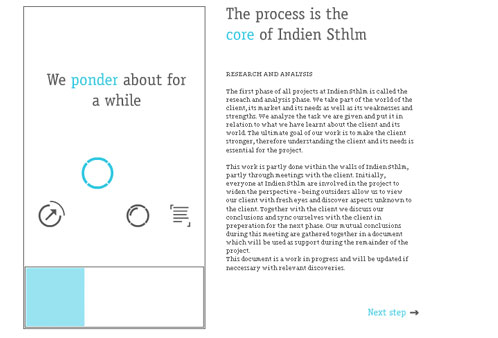 We ponder about for
a while
The process is the
core of Indien Sthlm
RESEARCH AND ANALYSIS
The first phase of all projects at Indien Sthlm is called the
reseach and analysis phase. We take part of the world of the
client, its market and its needs as well as its weaknesses and
strengths. We analyze the task we are given and put it in
relation to what we have learnt about the client and its
world. The ultimate goal of our work is to make the client
stronger, therefore understanding the client and its needs is
essential for the project.
This work is partly done within the walls of Indien Sthlm,
partly through meetings with the client. Initially,
everyone at Indien Sthlm are involved in the project to
widen the perspective - being outsiders allow us to view
our client with fresh eyes and discover aspects unknown to
the client. Together with the client we discuss our
conclusions and sync ourselves with the client in
preperation for the next phase. Our mutual conclusions
during this meeting are gathered together in a document
which will be used as support during the remainder of the
project.
This document is a work in progress and will be updated if
neccessary with relevant discoveries.
Next step